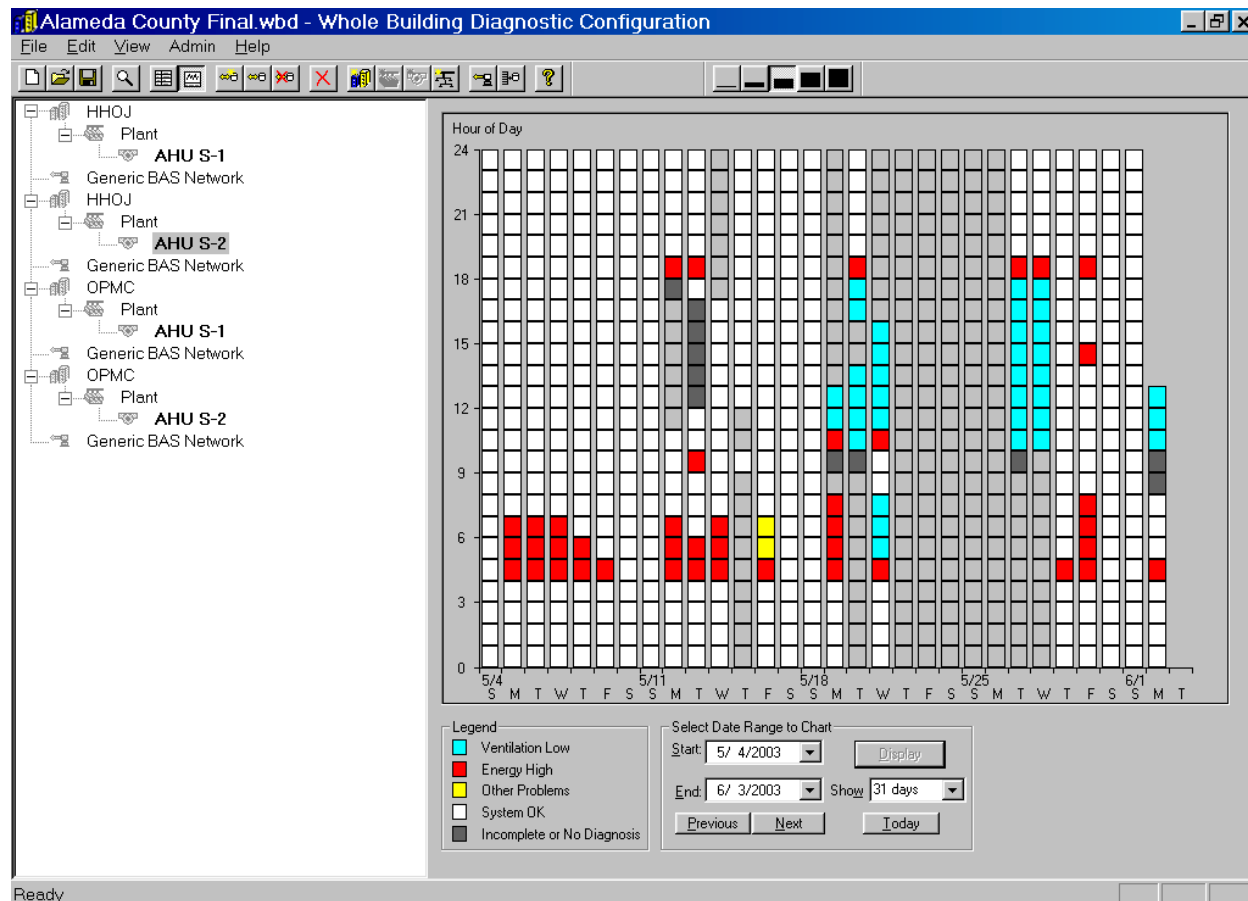 Alameda County Final.wbd - Whole Building Diagnostic Configuration
File Edit View Admin Help
HHOJ
Plant
AHU S-1
Generic BAS Network
HHOJ
Plant
AHU S-2
Generic BAS Network
OPMC
Plant
AHU S-1
Generic BAS Network
OPMC
Plant
AHU S-2
Generic BAS Network
Hour of Day
24
21
18
15
12
9
6
3
0
5/4 5/11 5/18 5/25 6/1
S M T W T F S S M T W T F S S M T W T F S S M T W T F S S M T
Legend
Ventilation Low
Energy High
Other Problems
System OK
Incomplete or No Diagnosis
Select Date Range to Chart
Start: 5/ 4/2003 Display
End: 6/ 3/2003 Show 31 days
Previous Next Today
Ready